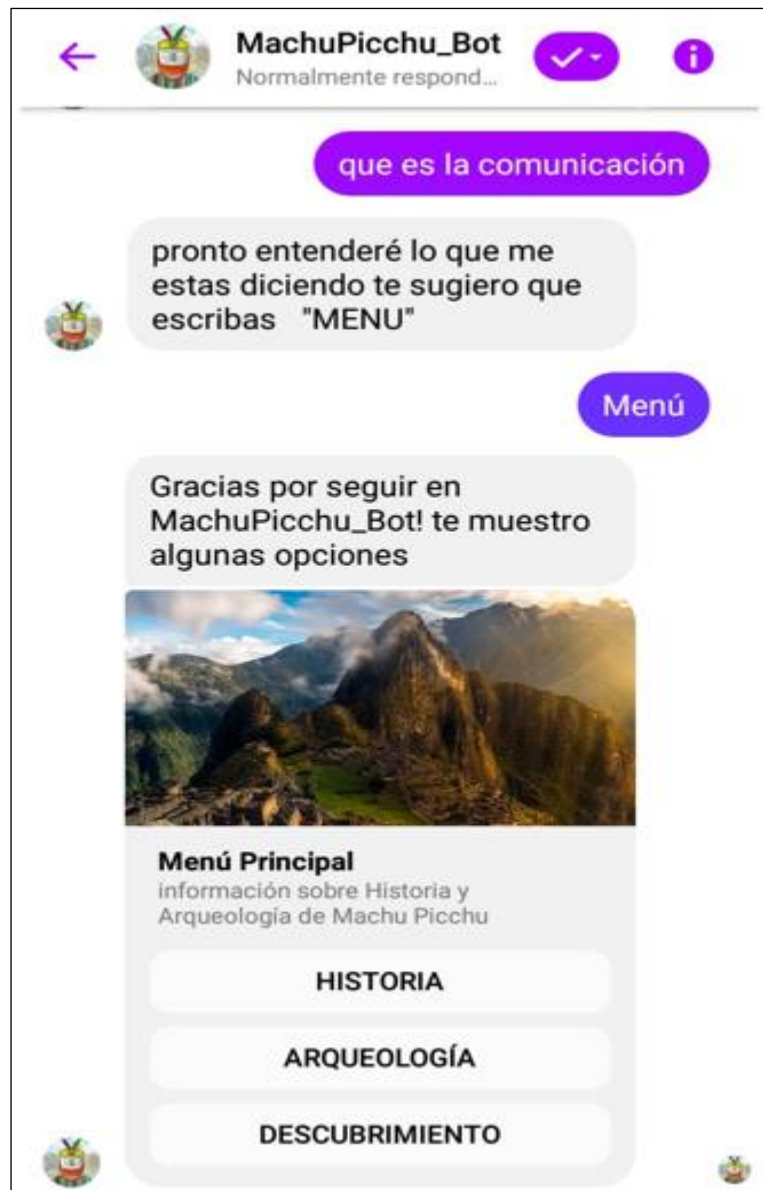 MachuPicchu_Bot
Normalmente respond...
que es la comunicación
pronto entenderé lo que me
estas diciendo te sugiero que
escribas "MENU"
Menú
Gracias por seguir en
MachuPicchu_Bot! te muestro
algunas opciones
Menú Principal
información sobre Historia y
Arqueología de Machu Picchu
HISTORIA
ARQUEOLOGÍA
DESCUBRIMIENTO